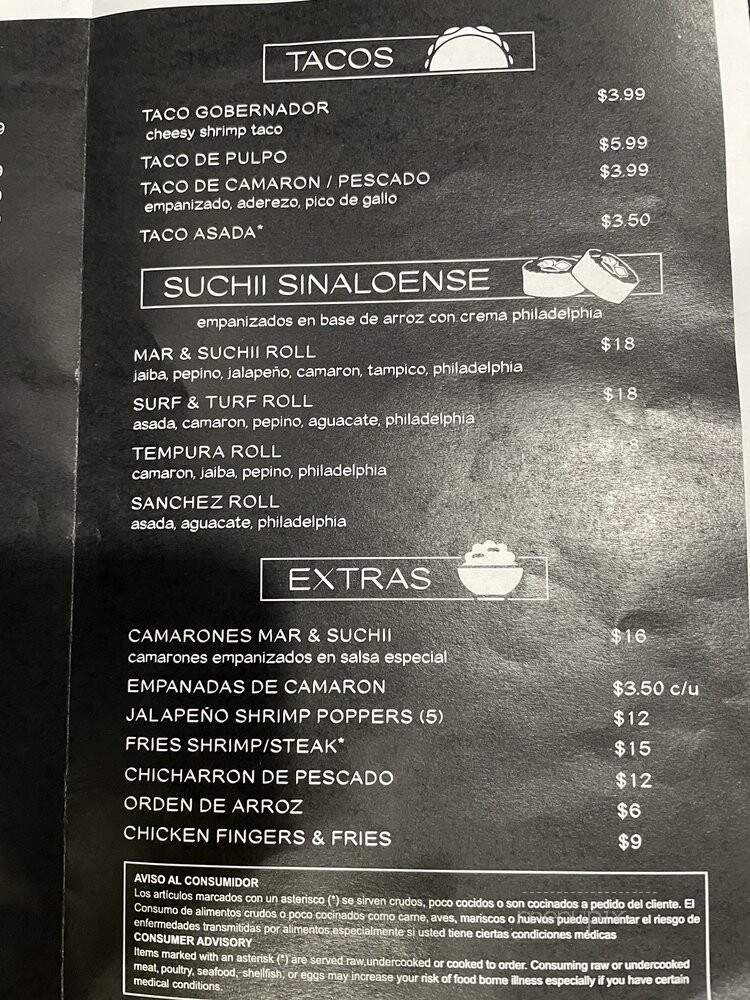 TACOS
TACO GOBERNADOR $3.99
cheesy shrimp taco
TACO DE PULPO $5.99
TACO DE CAMARON / PESCADO $3.99
empanizado, aderezo, pico de gallo
TACO ASADA* $3.50
SUCHII SINALOENSE
empanizados en base de arroz con crema philadelphia
MAR & SUCHII ROLL $18
jaiba, pepino, jalapeño, camaron, tampico, philadelphia
SURF & TURF ROLL $18
asada, camaron, pepino, aguacate, philadelphia
TEMPURA ROLL
camaron, jaiba, pepino, philadelphia
SANCHEZ ROLL
asada, aguacate, philadelphia
EXTRAS
CAMARONES MAR & SUCHII $16
camarones empanizados en salsa especial
EMPANADAS DE CAMARON $3.50 c/u
JALAPEÑO SHRIMP POPPERS (5) $12
FRIES SHRIMP/STEAK* $15
CHICHARRON DE PESCADO $12
ORDEN DE ARROZ $6
CHICKEN FINGERS & FRIES $9
AVISO AL CONSUMIDOR
Los artículos marcados con un asterisco (*) se sirven crudos, poco cocidos o son cocinados a pedido del cliente. El
Consumo de alimentos crudos o poco cocinados como carne, aves, mariscos o huevos puede aumentar el riesgo de
enfermedades transmitidas por alimentos,especialmente si usted tiene ciertas condiciones médicas
CONSUMER ADVISORY
Items marked with an asterisk (*) are served raw,undercooked or cooked to order. Consuming raw or undercooked
meat, poultry, seafood, shellfish, or eggs may increase your risk of food borne illness especially if you have certain
medical conditions.